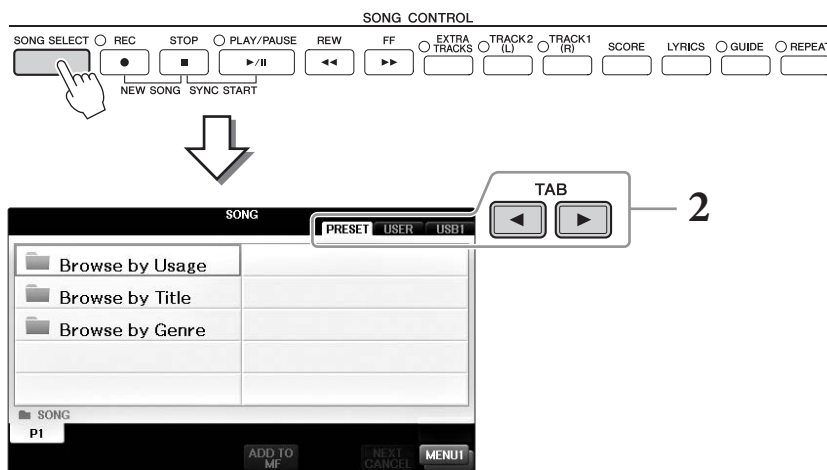 SONG CONTROL
SONG SELECT REC STOP PLAY/PAUSE REW FF EXTRA TRACKS TRACK2 (L) TRACK1 (R) SCORE LYRICS GUIDE REPEAT
NEW SONG SYNC START
TAB
2
SONG
PRESET USER USB1
Browse by Usage
Browse by Title
Browse by Genre
SONG
P1
ADD TO MF NEXT CANCEL MENU1